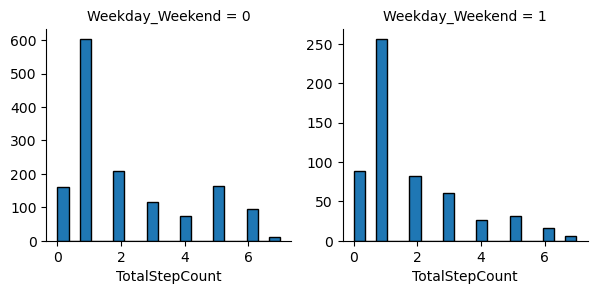 Weekday_Weekend = 0
600
500
400
300
200
100
0
0 2 4 6
TotalStepCount
Weekday_Weekend = 1
250
200
150
100
50
0
0 2 4 6
TotalStepCount